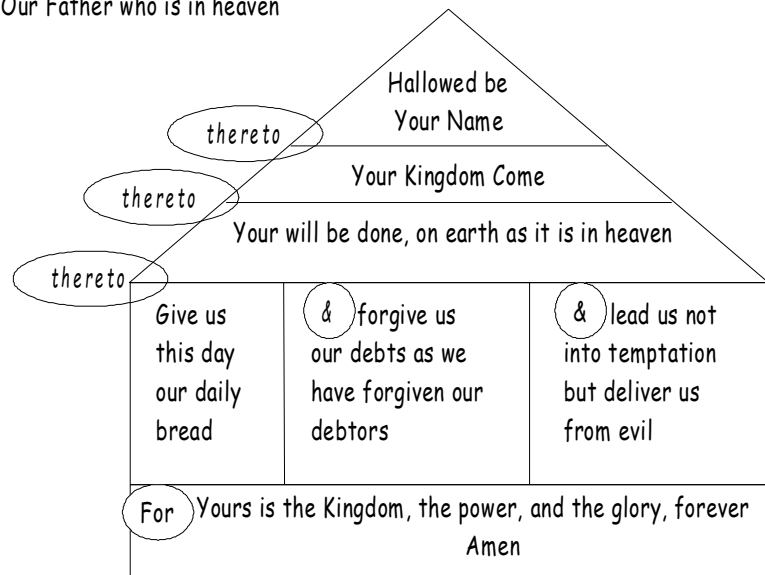 Our Father who is in heaven
Hallowed be
Your Name
thereto
Your Kingdom Come
thereto
Your will be done, on earth as it is in heaven
thereto
Give us
this day
our daily
bread
& forgive us
our debts as we
have forgiven our
debtors
& lead us not
into temptation
but deliver us
from evil
For Yours is the Kingdom, the power, and the glory, forever
Amen